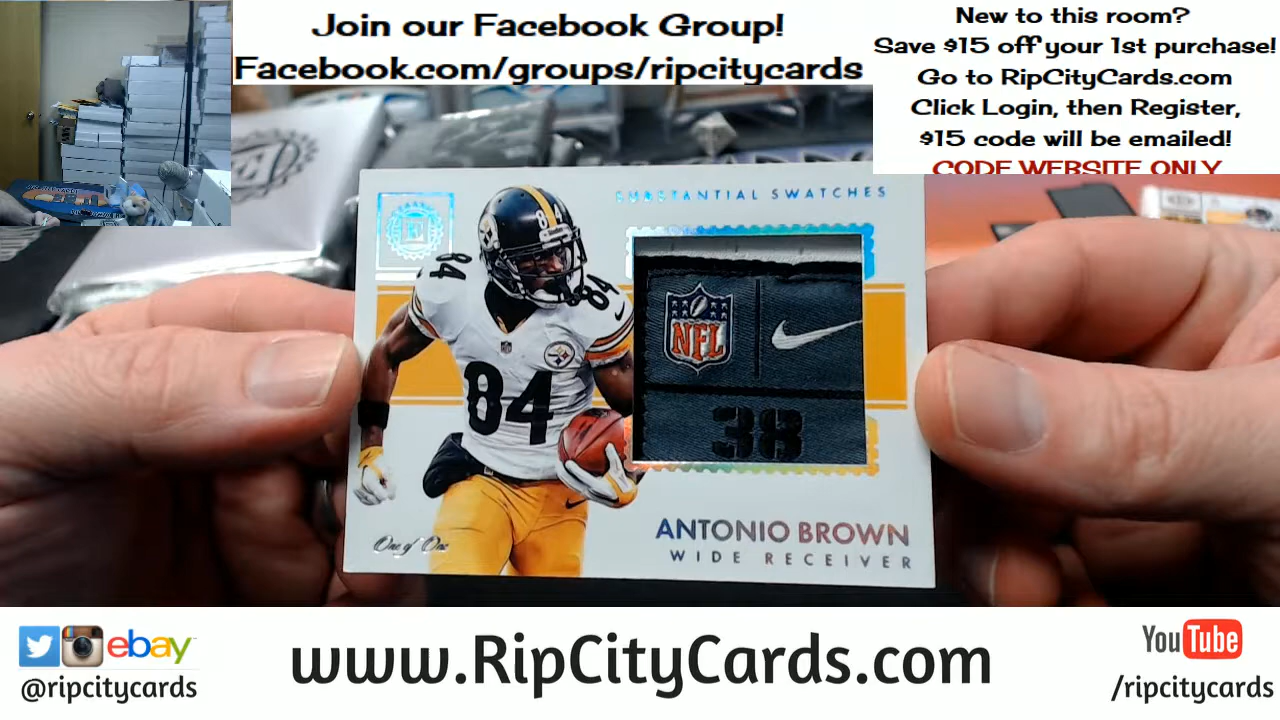 Join our Facebook Group!
Facebook.com/groups/ripcitycards
New to this room?
Save $15 off your 1st purchase!
Go to RipCityCards.com
Click Login, then Register,
$15 code will be emailed!
CODE WEBSITE ONLY
SUBSTANTIAL SWATCHES
E
84
84
84
84
NFL
38
One of One
ANTONIO BROWN
WIDE RECEIVER
ebay
@ripcitycards
www.RipCityCards.com
YouTube
/ripcitycards